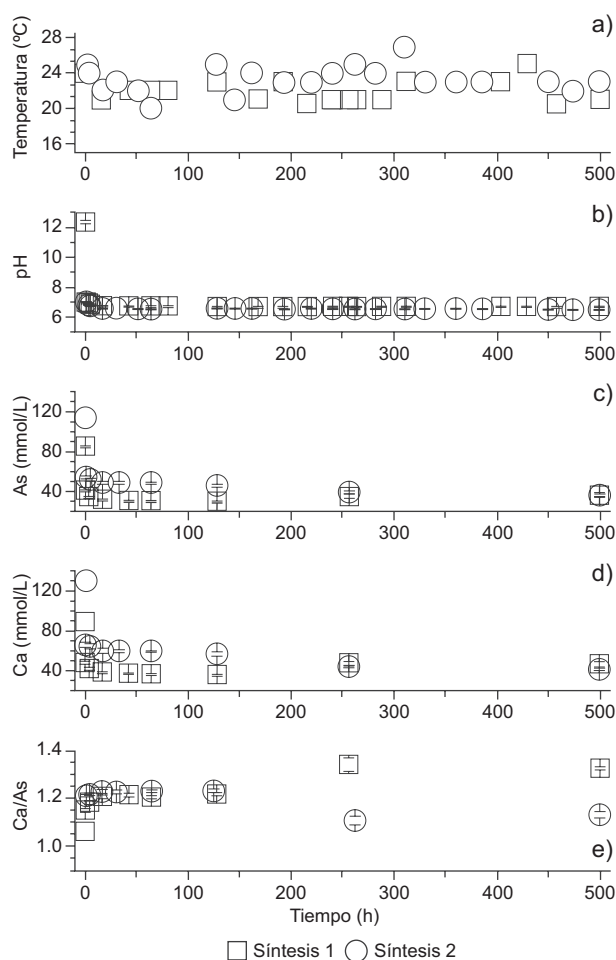 a)
Temperatura (ºC)
28
24
20
16
0 100 200 300 400 500
b)
pH
12
10
8
6
0 100 200 300 400 500
c)
As (mmol/L)
120
80
40
0 100 200 300 400 500
d)
Ca (mmol/L)
120
80
40
0 100 200 300 400 500
Ca/As
1.4
1.2
1.0
e)
0 100 200 300 400 500
Tiempo (h)
Síntesis 1 Síntesis 2